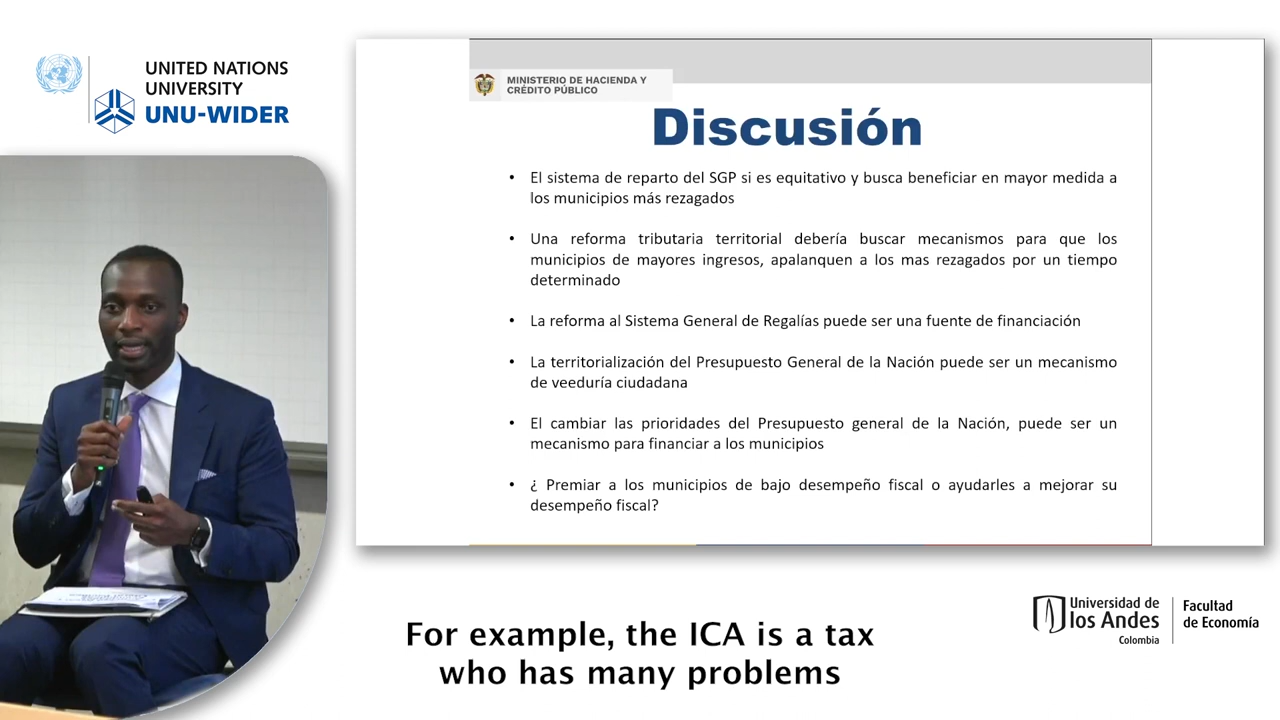 UNITED NATIONS
UNIVERSITY
UNU-WIDER
MINISTERIO DE HACIENDA Y
CRÉDITO PÚBLICO
Discusión
• El sistema de reparto del SGP si es equitativo y busca beneficiar en mayor medida a
los municipios más rezagados
• Una reforma tributaria territorial debería buscar mecanismos para que los
municipios de mayores ingresos, apalanquen a los mas rezagados por un tiempo
determinado
• La reforma al Sistema General de Regalías puede ser una fuente de financiación
• La territorialización del Presupuesto General de la Nación puede ser un mecanismo
de veeduría ciudadana
• El cambiar las prioridades del Presupuesto general de la Nación, puede ser un
mecanismo para financiar a los municipios
• ¿ Premiar a los municipios de bajo desempeño fiscal o ayudarles a mejorar su
desempeño fiscal?
For example, the ICA is a tax
who has many problems
Universidad de
los Andes
Colombia
Facultad
de Economía